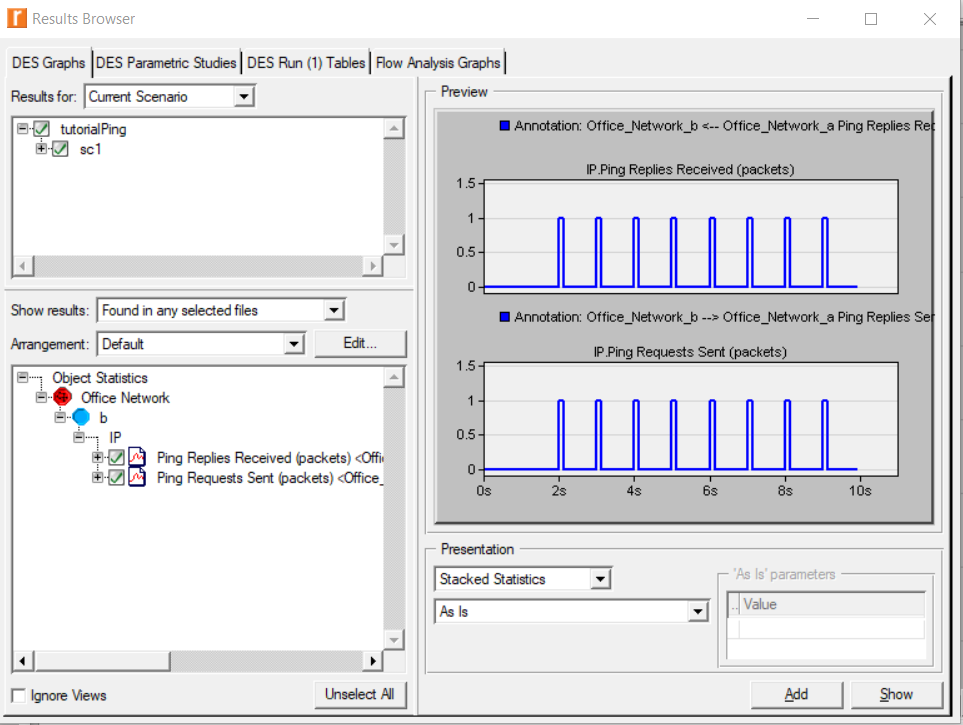 Results Browser
DES Graphs DES Parametric Studies DES Run (1) Tables Flow Analysis Graphs
Results for: Current Scenario
tutorialPing
sc1
Show results: Found in any selected files
Arrangement: Default Edit...
Object Statistics
Office Network
b
IP
Ping Replies Received (packets) <Offi
Ping Requests Sent (packets) <Office_
Ignore Views Unselect All
Preview
Annotation: Office_Network_b <-- Office_Network_a Ping Replies Rec
IP.Ping Replies Received (packets)
1.5
1
0.5
0
Annotation: Office_Network_b --> Office_Network_a Ping Replies Ser
IP.Ping Requests Sent (packets)
1.5
1
0.5
0
0s 2s 4s 6s 8s 10s
Presentation
Stacked Statistics
As Is
'As Is' parameters
.. Value
Add Show